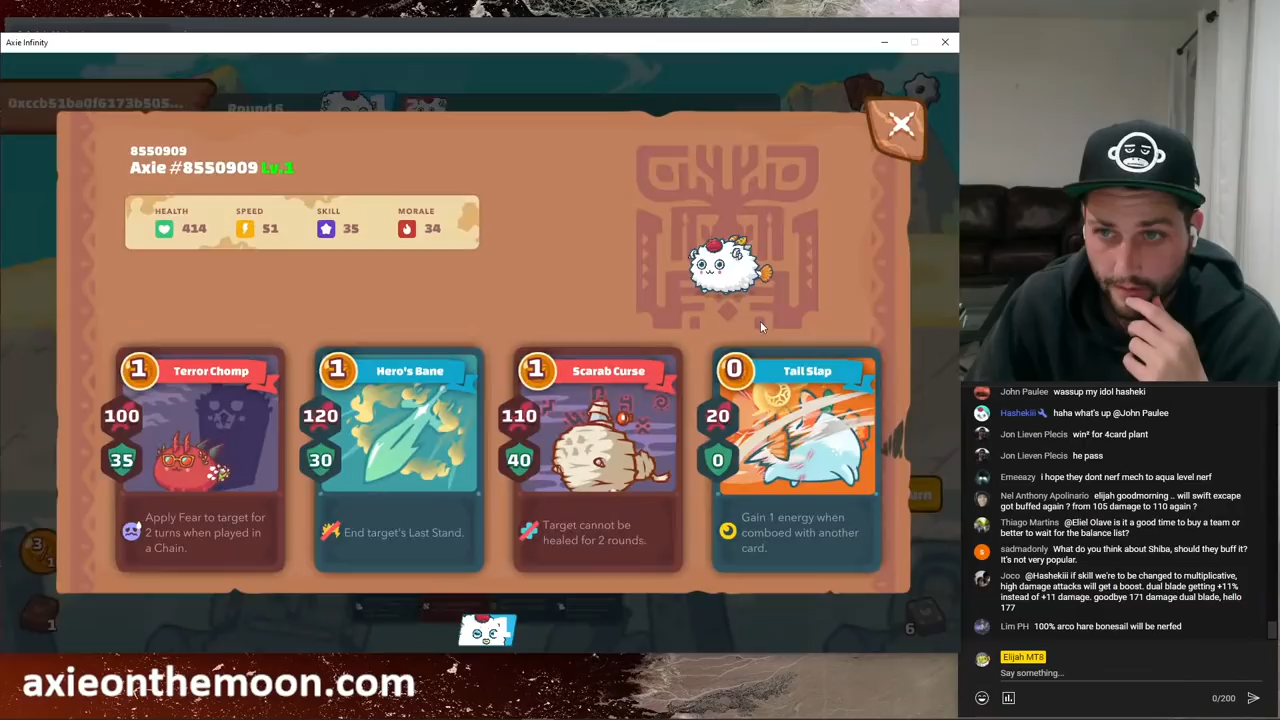 Axie Infinity
0xccb51ba0f6173b505...
Round 6
8550909
Axie #8550909 Lv.1
HEALTH SPEED SKILL MORALE
414 51 35 34
1 Terror Chomp
100
35
Apply Fear to target for
2 turns when played in
a Chain.
1 Hero's Bane
120
30
End target's Last Stand.
1 Scarab Curse
110
40
Target cannot be
healed for 2 rounds.
0 Tail Slap
20
0
Gain 1 energy when
comboed with another
card.
3/
urn
1
6
axieonthemoon.com
John Paulee wassup my idol hasheki
Hashekiii haha what's up @John Paulee
Jon Lieven Plecis win² for 4card plant
Jon Lieven Plecis he pass
Emeeazy i hope they dont nerf mech to aqua level nerf
Nel Anthony Apolinario elijah goodmorning .. will swift excape
got buffed again ? from 105 damage to 110 again ?
Thiago Martins @Eliel Olave is it a good time to buy a team or
better to wait for the balance list?
sadmadonly What do you think about Shiba, should they buff it?
It's not very popular.
Joco @Hashekiii if skill we're to be changed to multiplicative,
high damage attacks will get a boost. dual blade getting +11%
instead of +11 damage. goodbye 171 damage dual blade, hello
177
Lim PH 100% arco hare bonesail will be nerfed
Elijah MT8
Say something...
0/200